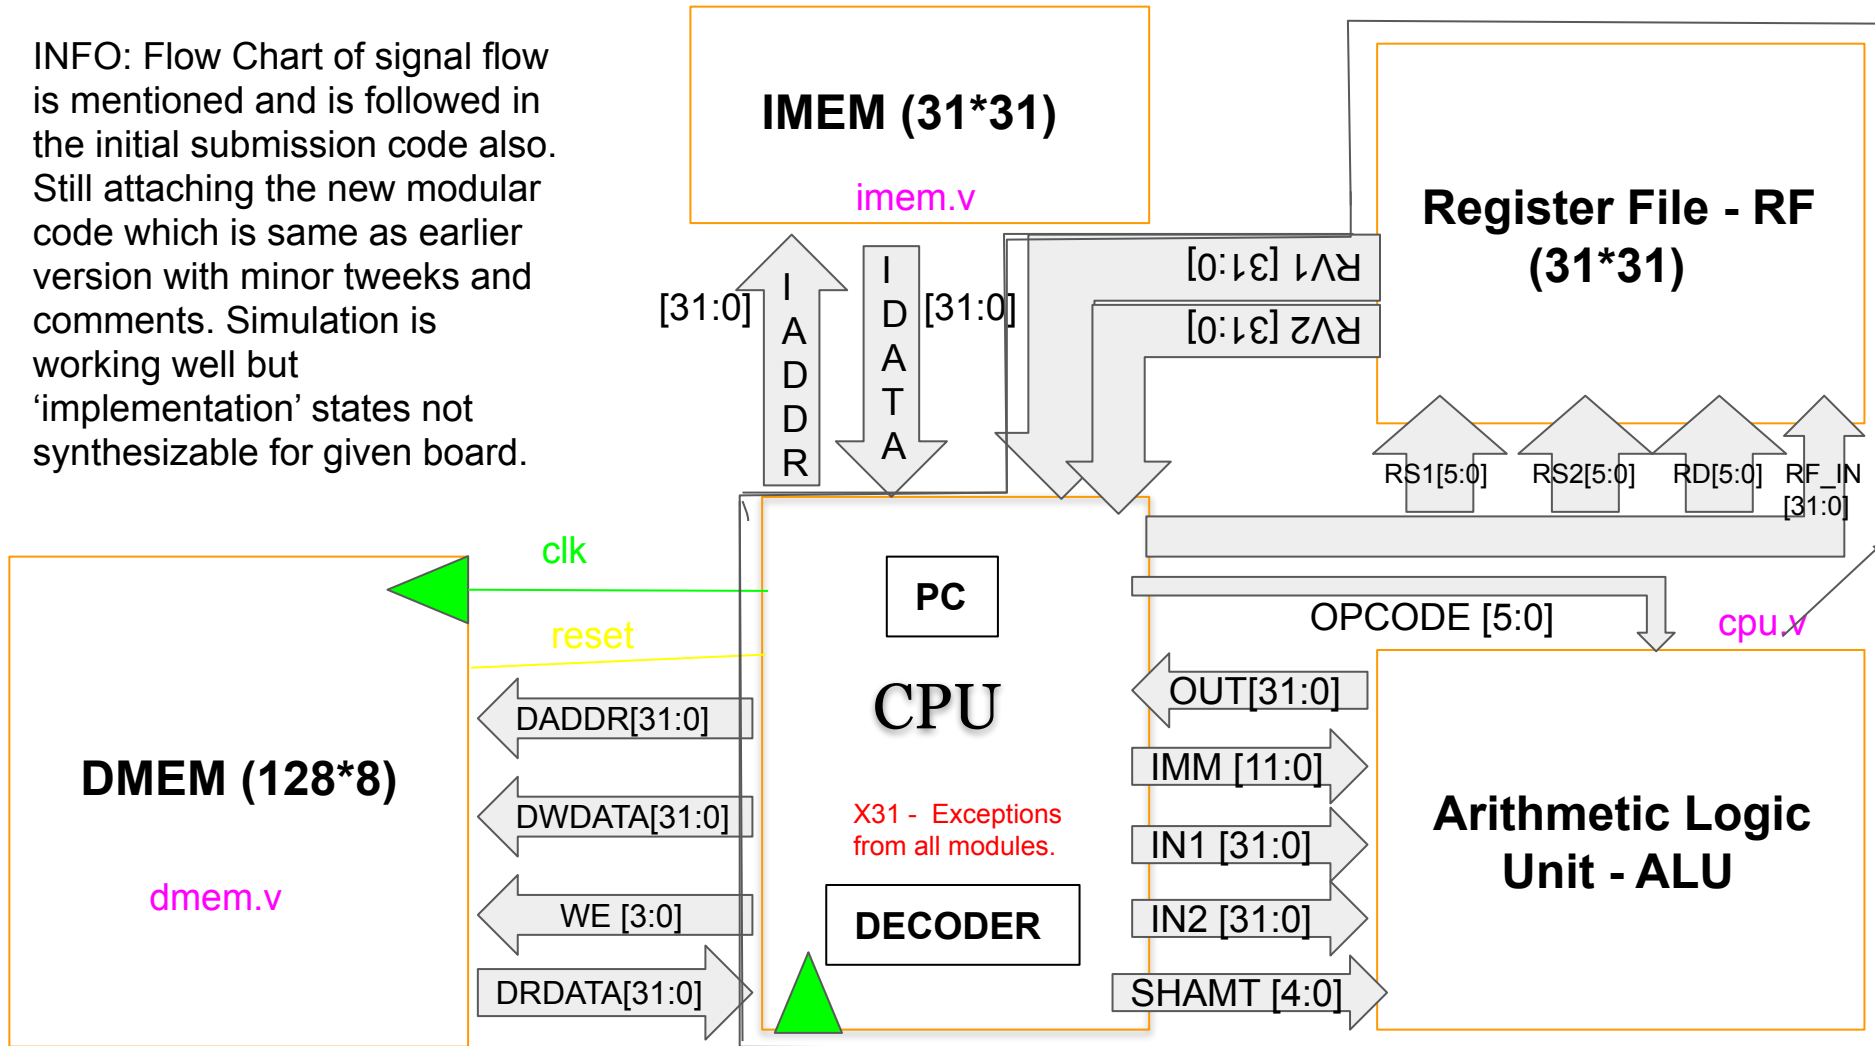 INFO: Flow Chart of signal flow
is mentioned and is followed in
the initial submission code also.
Still attaching the new modular
code which is same as earlier
version with minor tweeks and
comments. Simulation is
working well but
‘implementation’ states not
synthesizable for given board.
IMEM (31*31)
imem.v
Register File - RF
(31*31)
[31:0]
IADDR
IDATA
[31:0]
RV1 [31:0]
RV2 [31:0]
RS1[5:0]
RS2[5:0]
RD[5:0]
RF_IN
[31:0]
clk
reset
PC
CPU
OPCODE [5:0]
cpu.v
DMEM (128*8)
dmem.v
DADDR[31:0]
DWDATA[31:0]
WE [3:0]
DRDATA[31:0]
X31 - Exceptions
from all modules.
DECODER
OUT[31:0]
IMM [11:0]
IN1 [31:0]
IN2 [31:0]
SHAMT [4:0]
Arithmetic Logic
Unit - ALU